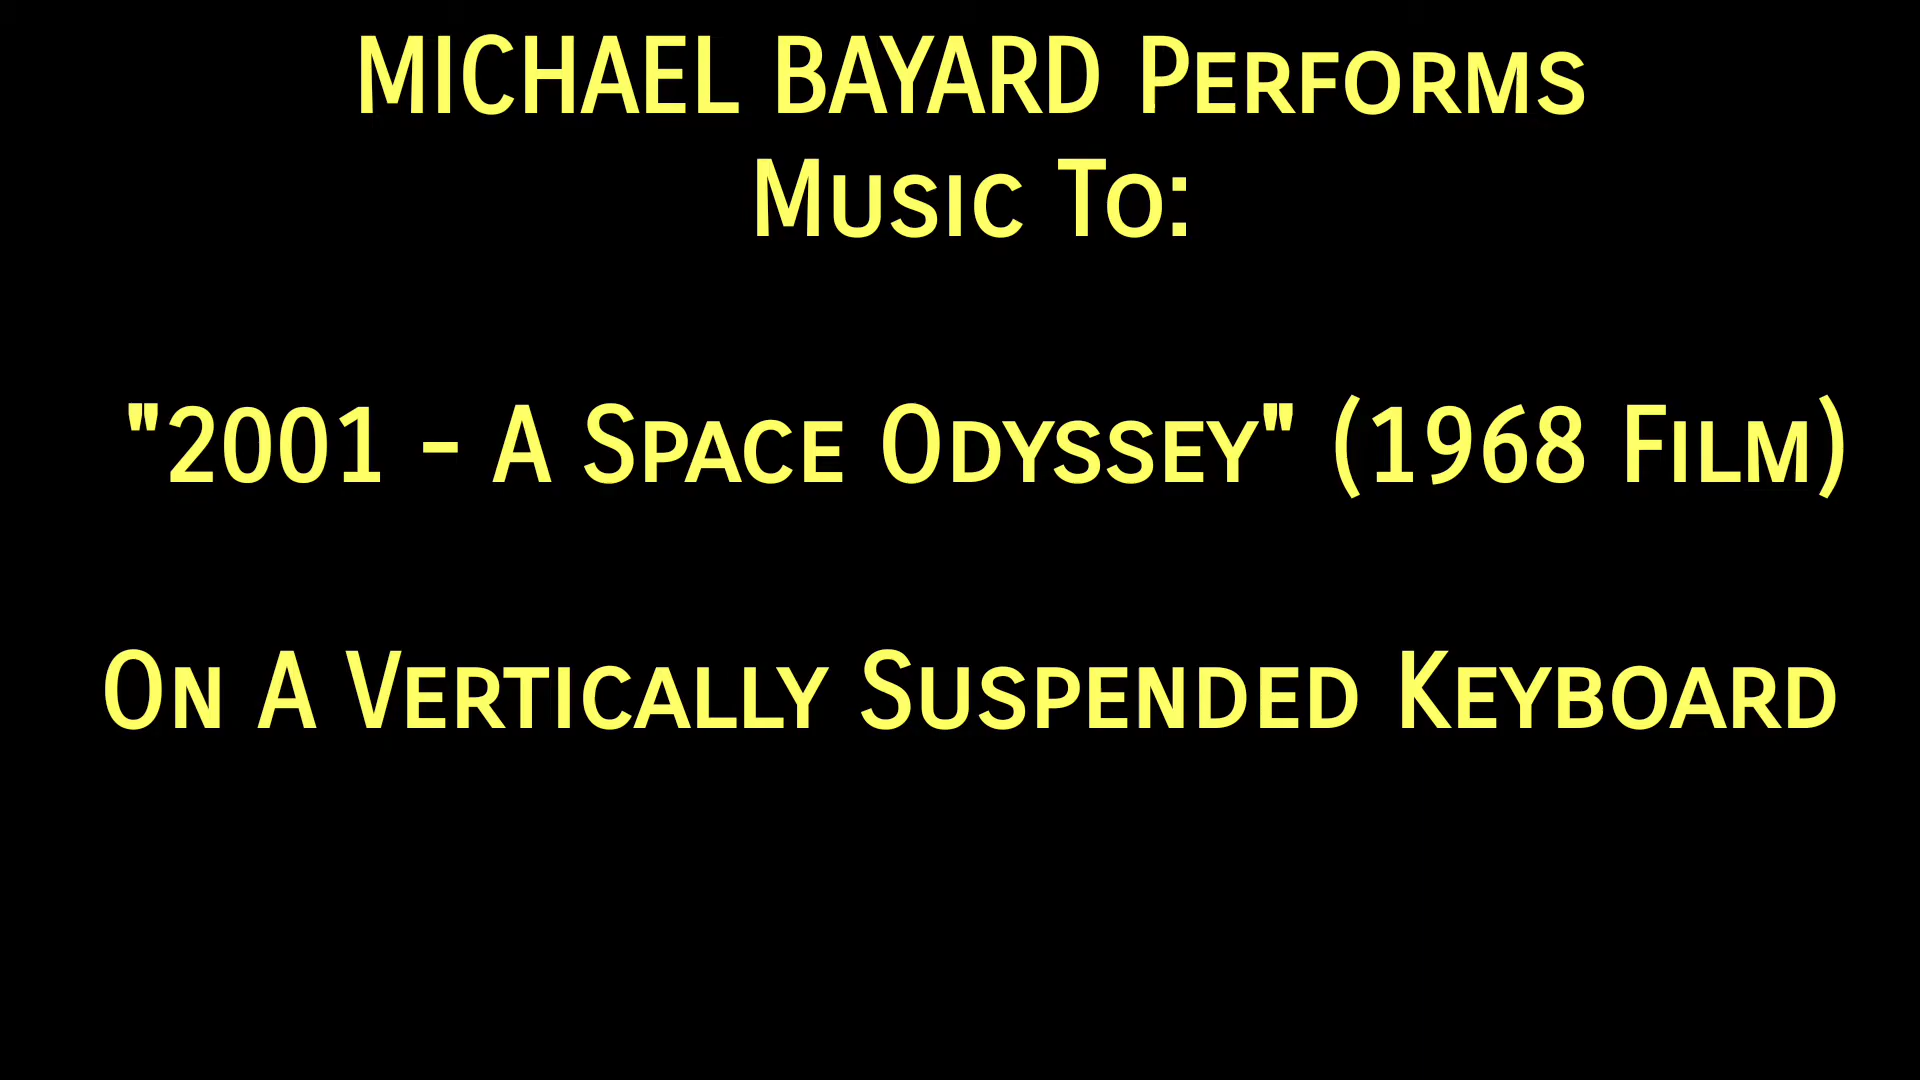 MICHAEL BAYARD Performs
Music To:
"2001 - A Space Odyssey" (1968 Film)
On A Vertically Suspended Keyboard